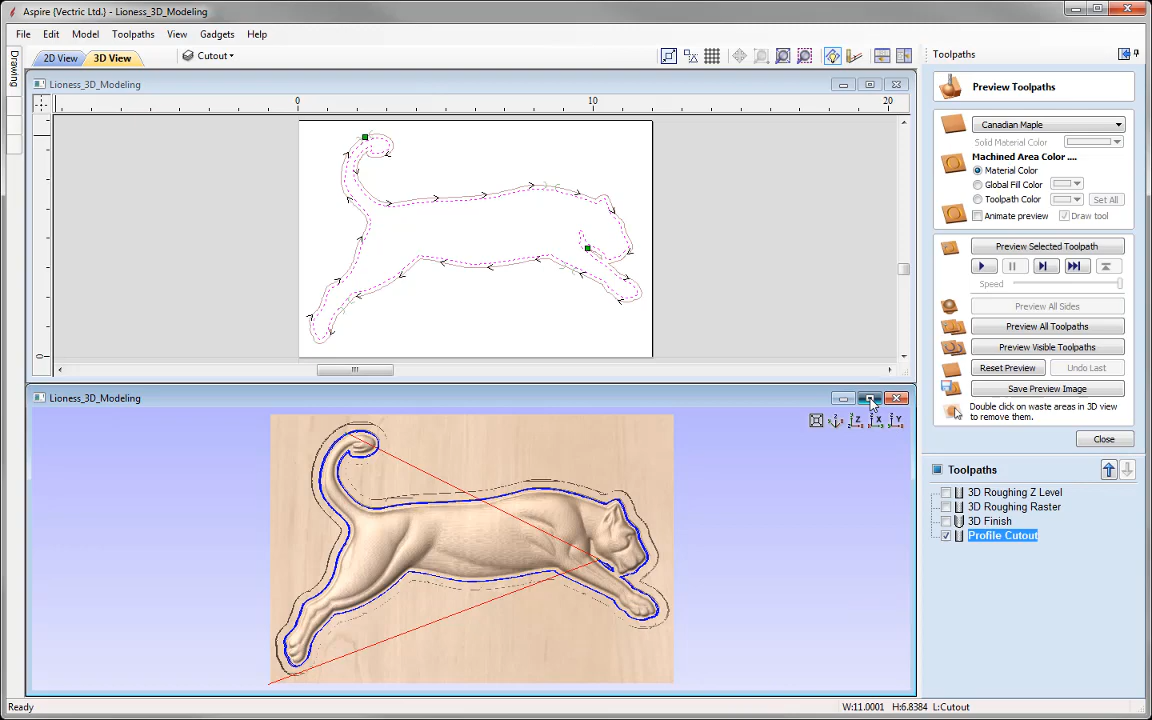 Aspire {Vectric Ltd.} - Lioness_3D_Modeling
File Edit Model Toolpaths View Gadgets Help
Drawing
2D View 3D View Cutout
Lioness_3D_Modeling
0 10 20
0
Lioness_3D_Modeling
Z X Y
Toolpaths
Preview Toolpaths
Canadian Maple
Solid Material Color
Machined Area Color ....
Material Color
Global Fill Color
Toolpath Color Set All
Animate preview Draw tool
Preview Selected Toolpath
Speed
Preview All Sides
Preview All Toolpaths
Preview Visible Toolpaths
Reset Preview Undo Last
Save Preview Image
Double click on waste areas in 3D view
to remove them.
Close
Toolpaths
3D Roughing Z Level
3D Roughing Raster
3D Finish
Profile Cutout
Ready W:11.0001 H:6.8384 L:Cutout